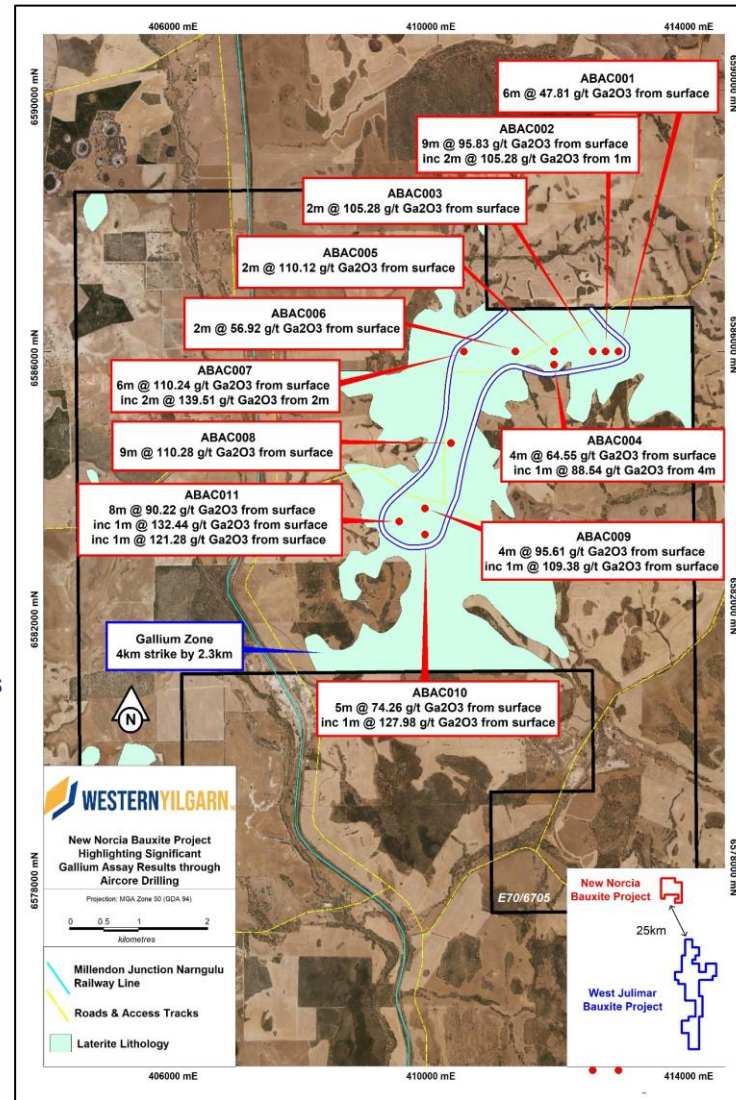 406000 mE
410000 mE
414000 mE
6590000 mN
6590000 mN
ABAC001
6m @ 47.81 g/t Ga2O3 from surface
ABAC002
9m @ 95.83 g/t Ga2O3 from surface
inc 2m @ 105.28 g/t Ga2O3 from 1m
ABAC003
2m @ 105.28 g/t Ga2O3 from surface
ABAC005
2m @ 110.12 g/t Ga2O3 from surface
ABAC006
2m @ 56.92 g/t Ga2O3 from surface
6586000 mN
6586000 mN
ABAC007
6m @ 110.24 g/t Ga2O3 from surface
inc 2m @ 139.51 g/t Ga2O3 from 2m
ABAC008
9m @ 110.28 g/t Ga2O3 from surface
ABAC004
4m @ 64.55 g/t Ga2O3 from surface
inc 1m @ 88.54 g/t Ga2O3 from 4m
ABAC011
8m @ 90.22 g/t Ga2O3 from surface
inc 1m @ 132.44 g/t Ga2O3 from surface
inc 1m @ 121.28 g/t Ga2O3 from surface
ABAC009
4m @ 95.61 g/t Ga2O3 from surface
inc 1m @ 109.38 g/t Ga2O3 from surface
6582000 mN
6582000 mN
Gallium Zone
4km strike by 2.3km
ABAC010
5m @ 74.26 g/t Ga2O3 from surface
inc 1m @ 127.98 g/t Ga2O3 from surface
s
N
WESTERNYILGARN
New Norcia Bauxite Project
Highlighting Significant
Gallium Assay Results through
Aircore Drilling
Projection: MGA Zone 50 (GDA 94)
0 0.5 1 2
kilometres
6578000 mN
6578000 mN
E70/6705
New Norcia
Bauxite Project
25km
West Julimar
Bauxite Project
Millendon Junction Narngulu
Railway Line
Roads & Access Tracks
Laterite Lithology
406000 mE
410000 mE
414000 mE